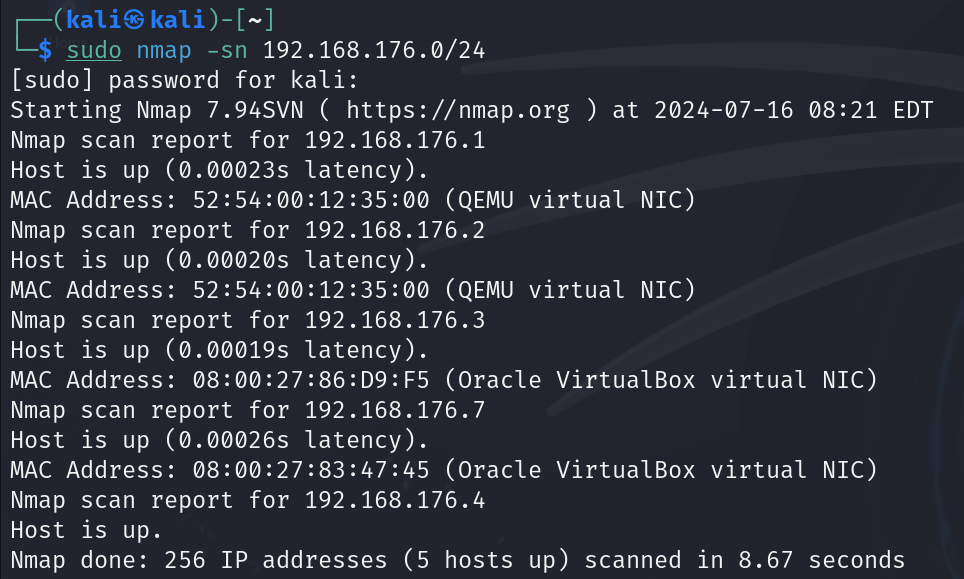 ┌──(kali㉿kali)-[~]
└─$ sudo nmap -sn 192.168.176.0/24
[sudo] password for kali:
Starting Nmap 7.94SVN ( https://nmap.org ) at 2024-07-16 08:21 EDT
Nmap scan report for 192.168.176.1
Host is up (0.00023s latency).
MAC Address: 52:54:00:12:35:00 (QEMU virtual NIC)
Nmap scan report for 192.168.176.2
Host is up (0.00020s latency).
MAC Address: 52:54:00:12:35:00 (QEMU virtual NIC)
Nmap scan report for 192.168.176.3
Host is up (0.00019s latency).
MAC Address: 08:00:27:86:D9:F5 (Oracle VirtualBox virtual NIC)
Nmap scan report for 192.168.176.7
Host is up (0.00026s latency).
MAC Address: 08:00:27:83:47:45 (Oracle VirtualBox virtual NIC)
Nmap scan report for 192.168.176.4
Host is up.
Nmap done: 256 IP addresses (5 hosts up) scanned in 8.67 seconds